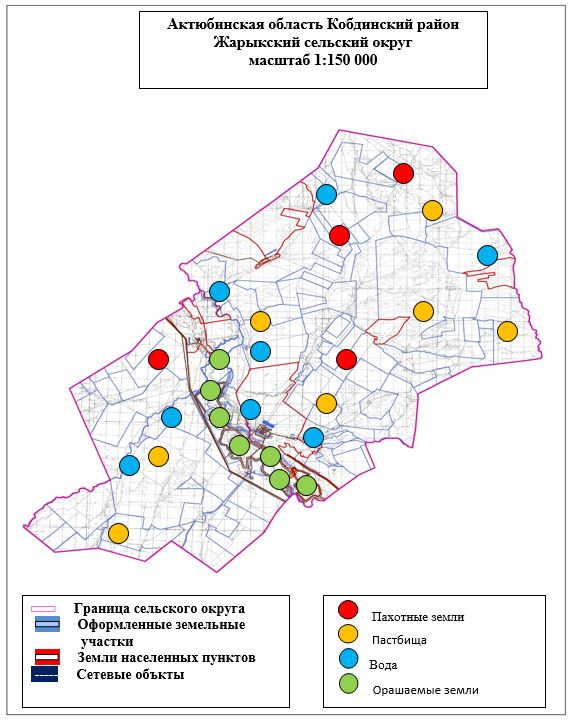 Актюбинская область Кобдинский район
Жарыкский сельский округ
масштаб 1:150 000
Граница сельского округа
Оформленные земельные
участки
Земли населенных пунктов
Сетевые объкты
Пахотные земли
Пастбища
Вода
Орашаемые земли